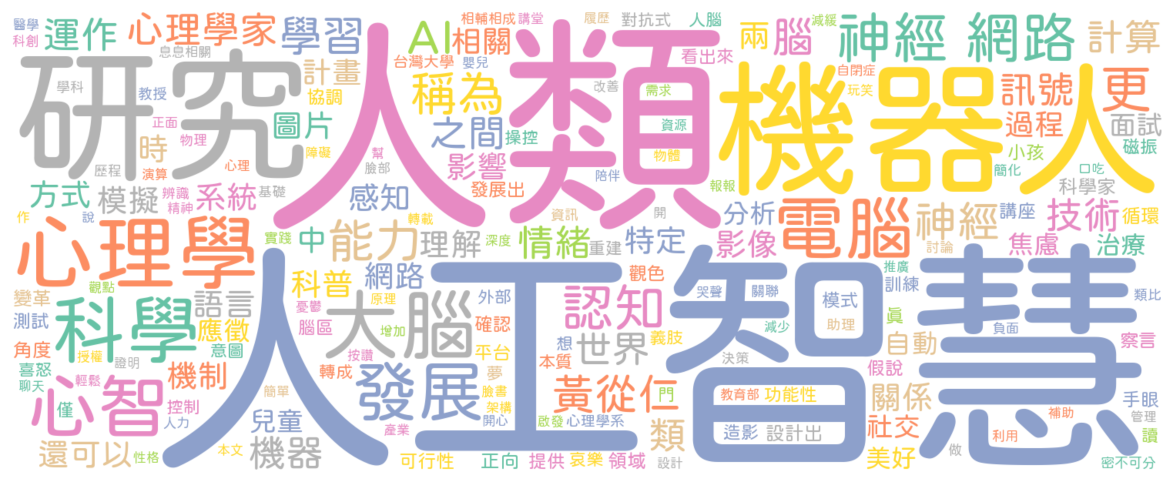 醫學
科創
運作
心理學家
學習
相輔相成
講堂
履歷
對抗式
人腦
減緩
AI
相關
看出來
兩
腦
神經 網路
計算
息息相關
台灣大學
嬰兒
研究
人類
機器人
學科
計畫
協調
稱為
改善
需求
自閉症
玩笑
訊號
更
教授
正面
圖片
之間
操控
資源
過程
面試
物理
時
演算
障礙
影響
幫
臉部
物體
小孩
磁振
歷程
心理
發展出
陪伴
簡化
口吃
科學家
方式
模擬
辨識
精神
系統
基礎
感知
報報
分析
電腦
神經
講座
技術
循環
作
說
轉載
資訊
開
影像
討論
焦慮
治療
心理學
實踐
中
能力
理解
深度
情緒
重建
特定
人工智慧
變革
觀點
科普
網路
觀色
推廣
訓練
類比
語言
憂鬱
原理
外部
認知
哭聲
關聯
模式
測試
科學
應徵
大腦
腦區
增加
確認
義肢
減少
助理
真
負面
角度
授權
證明
意圖
按讚
平台
想
世界
決策
自動
察言
喜怒
聊天
輕鬆
機制
轉成
夢
本質
假說
心智
僅
控制
簡單
發展
臉書
架構
黃從仁
門
教育部
功能性
關係
手眼
人力
兒童
產業
開心
啟發
心理學系
類
造影
設計出
社交
補助
利用
管理
讀
還可以
性格
本文
機器
可行性
正向
提供
哀樂
領域
設計
美好
做
密不可分